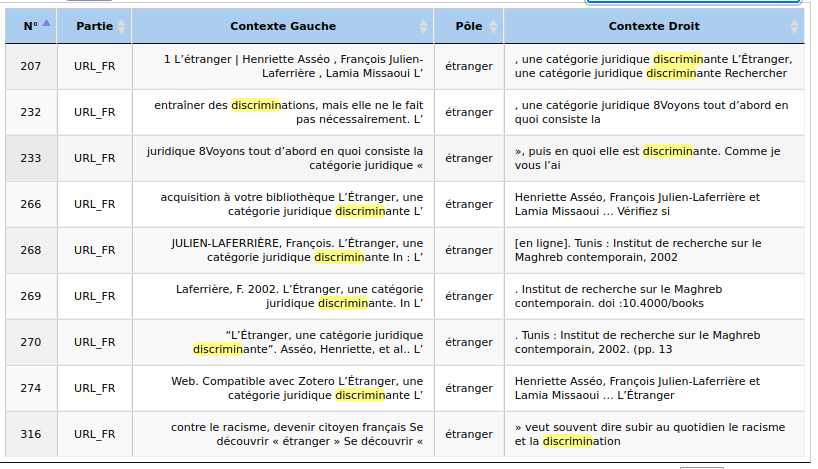 N° Partie Contexte Gauche Pôle Contexte Droit
207 URL_FR 1 L’étranger | Henriette Asséo , François Julien- étranger , une catégorie juridique discriminante L’Étranger,
Laferrière , Lamia Missaoui L’ une catégorie juridique discriminante Rechercher
232 URL_FR entraîner des discriminations, mais elle ne le fait étranger , une catégorie juridique 8Voyons tout d’abord en
pas nécessairement. L’ quoi consiste la
233 URL_FR juridique 8Voyons tout d’abord en quoi consiste la étranger », puis en quoi elle est discriminante. Comme je
catégorie juridique « vous l’ai
266 URL_FR acquisition à votre bibliothèque L’Étranger, une étranger Henriette Asséo, François Julien-Laferrière et
catégorie juridique discriminante L’ Lamia Missaoui ... Vérifiez si
268 URL_FR JULIEN-LAFERRIÈRE, François. L’Étranger, une étranger [en ligne]. Tunis : Institut de recherche sur le
catégorie juridique discriminante In : L’ Maghreb contemporain, 2002
269 URL_FR Laferrière, F. 2002. L’Étranger, une catégorie étranger . Institut de recherche sur le Maghreb
juridique discriminante. In L’ contemporain. doi :10.4000/books
270 URL_FR “L’Étranger, une catégorie juridique étranger . Tunis : Institut de recherche sur le Maghreb
discriminante”. Asséo, Henriette, et al.. L’ contemporain, 2002. (pp. 13
274 URL_FR Web. Compatible avec Zotero L’Étranger, une étranger Henriette Asséo, François Julien-Laferrière et
catégorie juridique discriminante L’ Lamia Missaoui ... L’Étranger
316 URL_FR contre le racisme, devenir citoyen français Se étranger » veut souvent dire subir au quotidien le racisme
découvrir « étranger » Se découvrir « et la discrimination